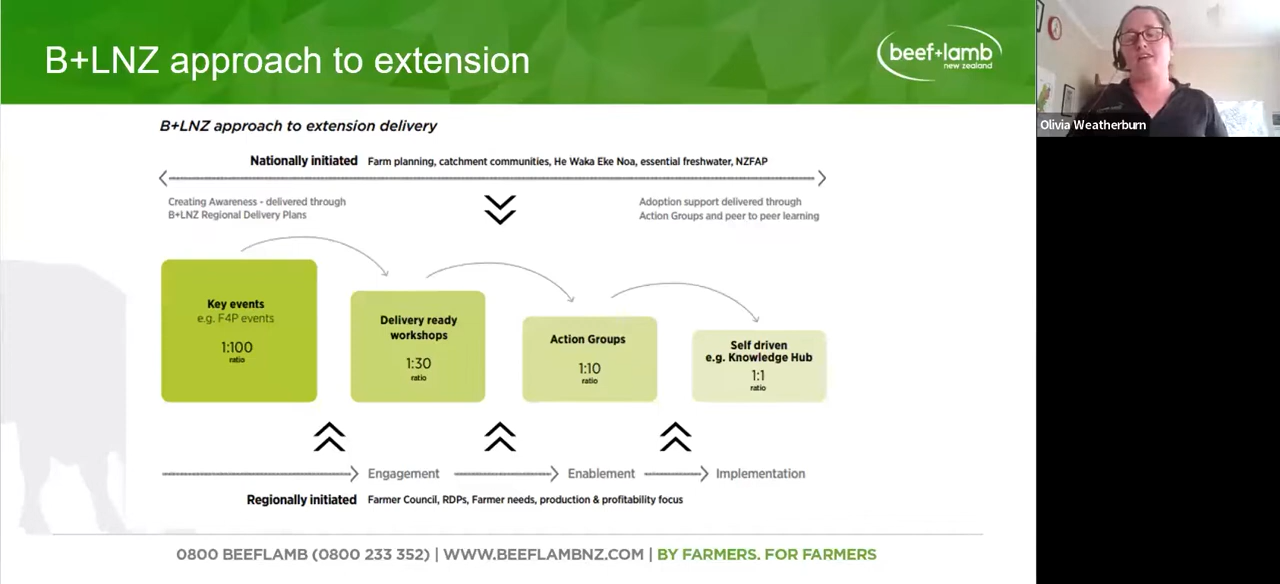 B+LNZ approach to extension
beef+lamb
new zealand
Olivia Weatherburn
B+LNZ approach to extension delivery
Nationally initiated Farm planning, catchment communities, He Waka Eke Noa, essential freshwater, NZFAP
Creating Awareness - delivered through
B+LNZ Regional Delivery Plans
Adoption support delivered through
Action Groups and peer to peer learning
Key events
e.g. F4P events
1:100
ratio
Delivery ready
workshops
1:30
ratio
Action Groups
1:10
ratio
Self driven
e.g. Knowledge Hub
1:1
ratio
Engagement
Enablement
Implementation
Regionally initiated Farmer Council, RDPs, Farmer needs, production & profitability focus
0800 BEEFLAMB (0800 233 352) | WWW.BEEFLAMBNZ.COM | BY FARMERS. FOR FARMERS